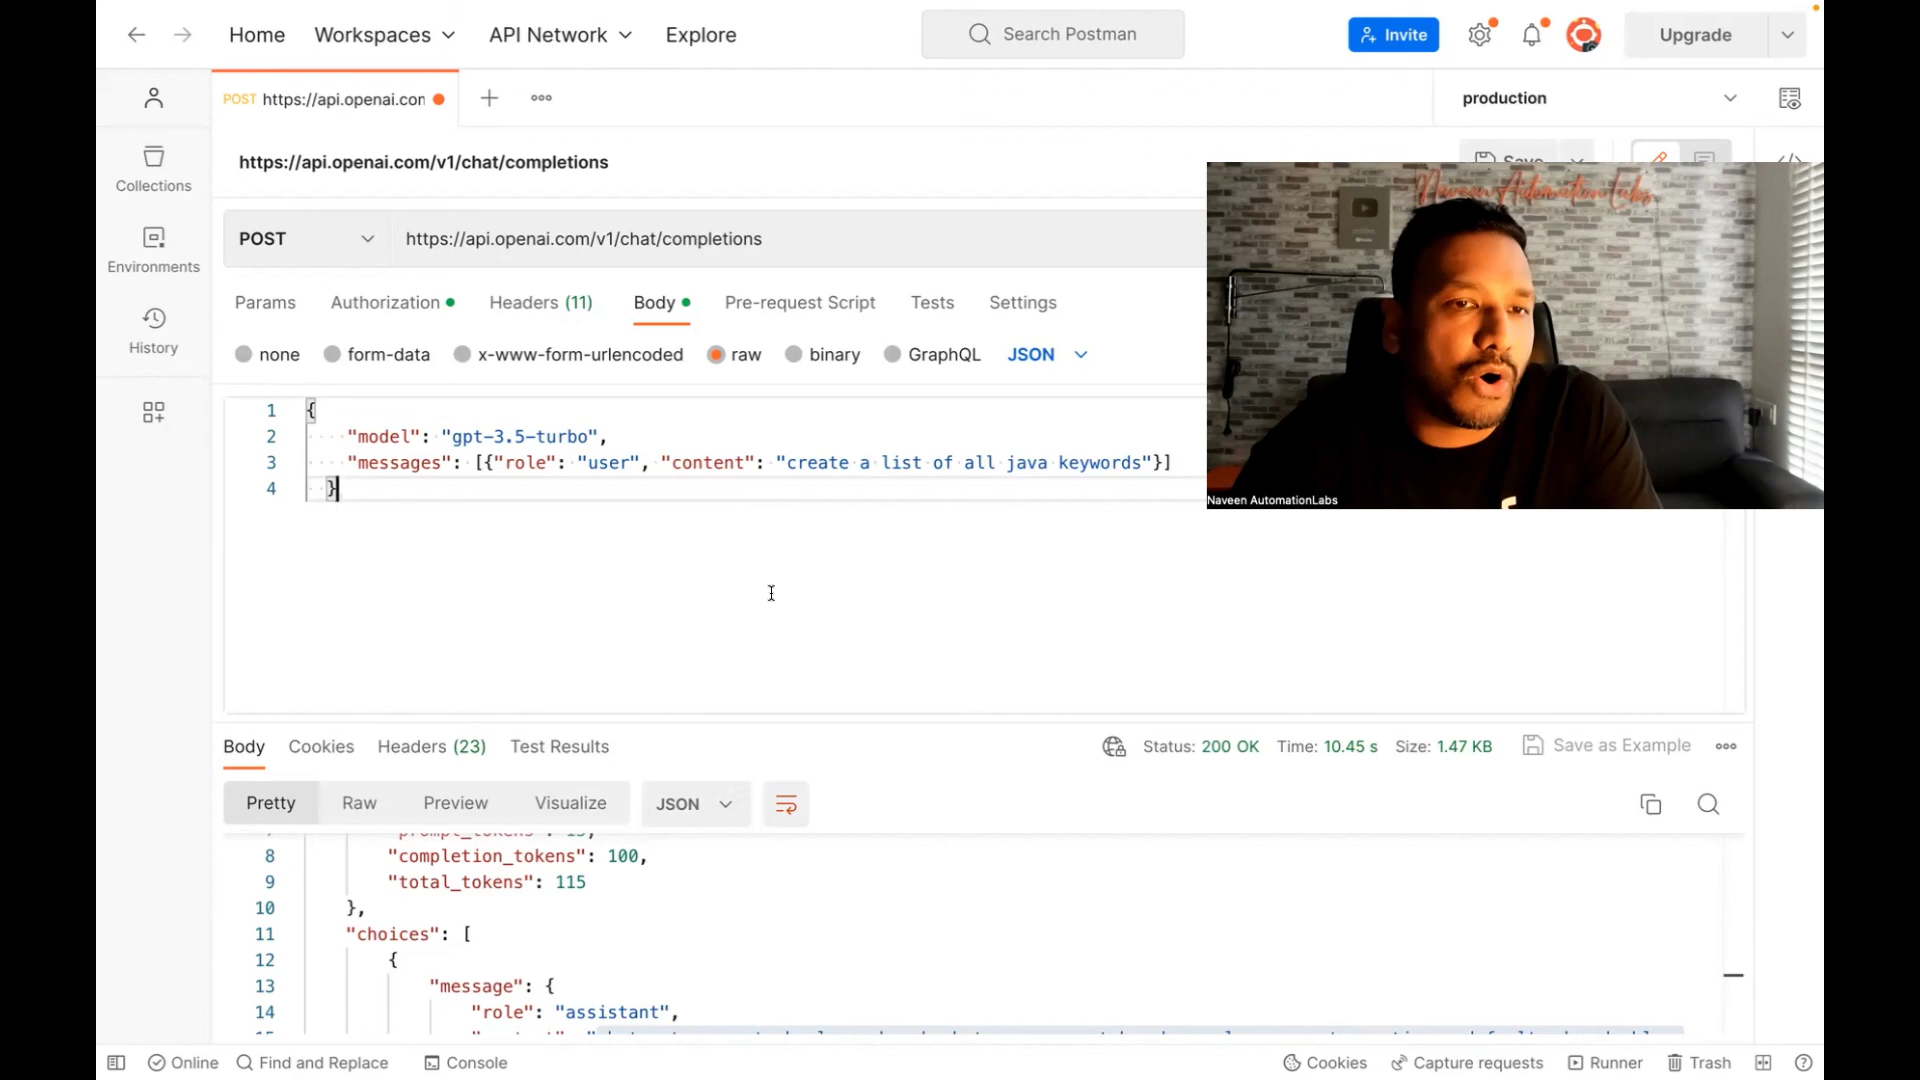 Home Workspaces API Network Explore Search Postman Invite Upgrade
POST https://api.openai.con production
https://api.openai.com/v1/chat/completions Save
Naveen Automation Labs
POST https://api.openai.com/v1/chat/completions
Params Authorization Headers (11) Body Pre-request Script Tests Settings
none form-data x-www-form-urlencoded raw binary GraphQL JSON
Collections
Environments
History
1 {
2 "model": "gpt-3.5-turbo",
3 "messages": [{"role": "user", "content": "create a list of all java keywords"}]
4 }
Naveen AutomationLabs
Body Cookies Headers (23) Test Results Status: 200 OK Time: 10.45 s Size: 1.47 KB Save as Example
Pretty Raw Preview Visualize JSON
8 "completion_tokens": 100,
9 "total_tokens": 115
10 },
11 "choices": [
12 {
13 "message": {
14 "role": "assistant",
Online Find and Replace Console Cookies Capture requests Runner Trash